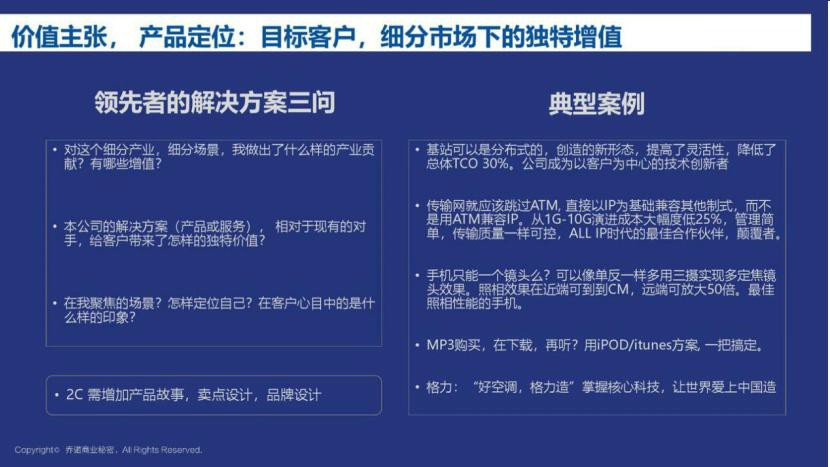 价值主张， 产品定位：目标客户，细分市场下的独特增值
领先者的解决方案三问
• 对这个细分产业，细分场景，我做出了什么样的产业贡
献？有哪些增值？
• 本公司的解决方案（产品或服务）， 相对于现有的对
手，给客户带来了怎样的独特价值？
• 在我聚焦的场景？怎样定位自己？在客户心目中的是什
么样的印象？
• 2C 需增加产品故事，卖点设计，品牌设计
典型案例
• 基站可以是分布式的，创造的新形态，提高了灵活性，降低了
总体TCO 30%。公司成为以客户为中心的技术创新者
• 传输网就应该跳过ATM, 直接以IP为基础兼容其他制式，而不
是用ATM兼容IP。从1G-10G演进成本大幅度低25%，管理简
单，传输质量一样可控，ALL IP时代的最佳合作伙伴，颠覆者。
• 手机只能一个镜头么？可以像单反一样多用三摄实现多定焦镜
头效果。照相效果在近端可到到CM，远端可放大50倍。最佳
照相性能的手机。
• MP3购买，在下载，再听？用iPOD/itunes方案, 一把搞定。
• 格力：“好空调，格力造”掌握核心科技，让世界爱上中国造
Copyright© 乔诺商业秘密，All Rights Reserved.